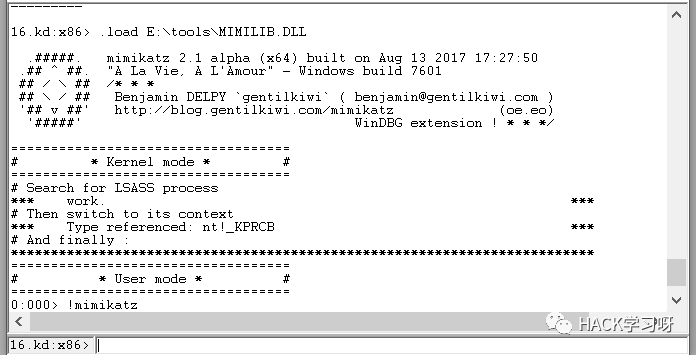 ---------
16.kd:x86> .load E:\tools\MIMILIB.DLL
  .#####.   mimikatz 2.1 alpha (x64) built on Aug 13 2017 17:27:50
 .## ^ ##.  "A La Vie, A L'Amour" - Windows build 7601
 ## / \ ##  /* * *
 ## \ / ##   Benjamin DELPY `gentilkiwi` ( benjamin@gentilkiwi.com )
 '## v ##'   http://blog.gentilkiwi.com/mimikatz             (oe.eo)
  '#####'                                  WinDBG extension ! * * */
===================================
#         * Kernel mode *         #
===================================
# Search for LSASS process
***    work.                                                          ***
# Then switch to its context
***    Type referenced: nt!_KPRCB                                     ***
# And finally :
*************************************************************************
===================================
#          * User mode *          #
===================================
0:000> !mimikatz
HACK学习呀
16.kd:x86>